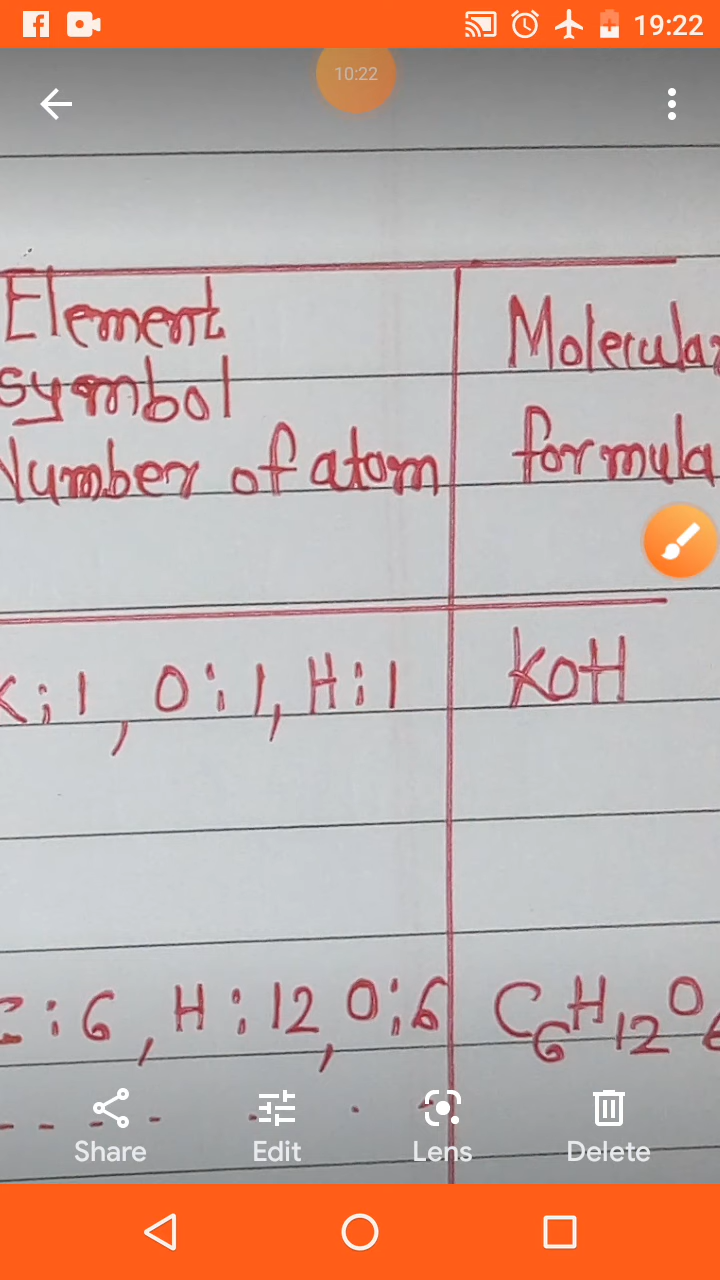 19:22
10:22
Element
symbol
Number of atom
Molecular
formula
K;1, O:1, H:1
KOH
C:6, H:12, O:6
C6H12O6
Share
Edit
Lens
Delete